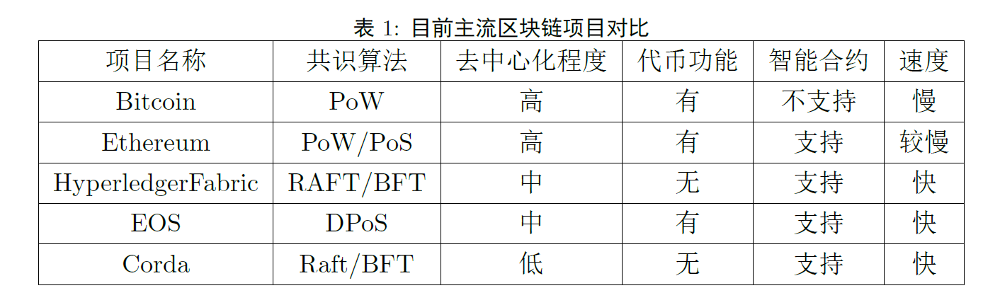 表 1: 目前主流区块链项目对比
项目名称 共识算法 去中心化程度 代币功能 智能合约 速度
Bitcoin PoW 高 有 不支持 慢
Ethereum PoW/PoS 高 有 支持 较慢
HyperledgerFabric RAFT/BFT 中 无 支持 快
EOS DPoS 中 有 支持 快
Corda Raft/BFT 低 无 支持 快